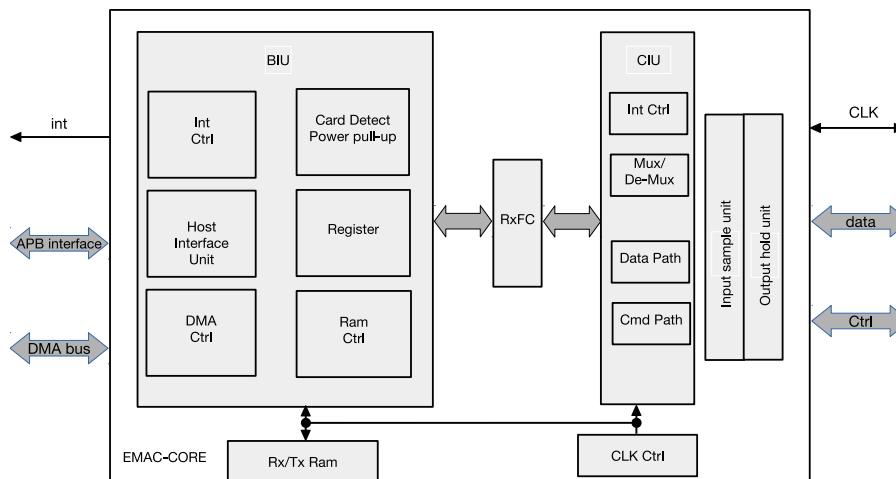 BIU
CIU
int
Int
Ctrl
Card Detect
Power pull-up
Int Ctrl
CLK
Mux/
De-Mux
RxFC
APB interface
Host
Interface
Unit
Register
Data Path
Input sample unit
Output hold unit
data
DMA bus
DMA
Ctrl
Ram
Ctrl
Cmd Path
Ctrl
EMAC-CORE
Rx/Tx Ram
CLK Ctrl